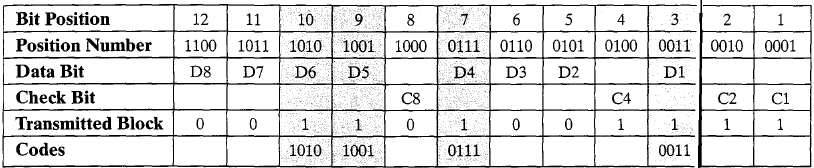 Bit Position 12 11 10 9 8 7 6 5 4 3 2 1
Position Number 1100 1011 1010 1001 1000 0111 0110 0101 0100 0011 0010 0001
Data Bit D8 D7 D6 D5 D4 D3 D2 D1
Check Bit C8 C4 C2 C1
Transmitted Block 0 0 1 1 0 1 0 0 1 1 1 1
Codes 1010 1001 0111 0011